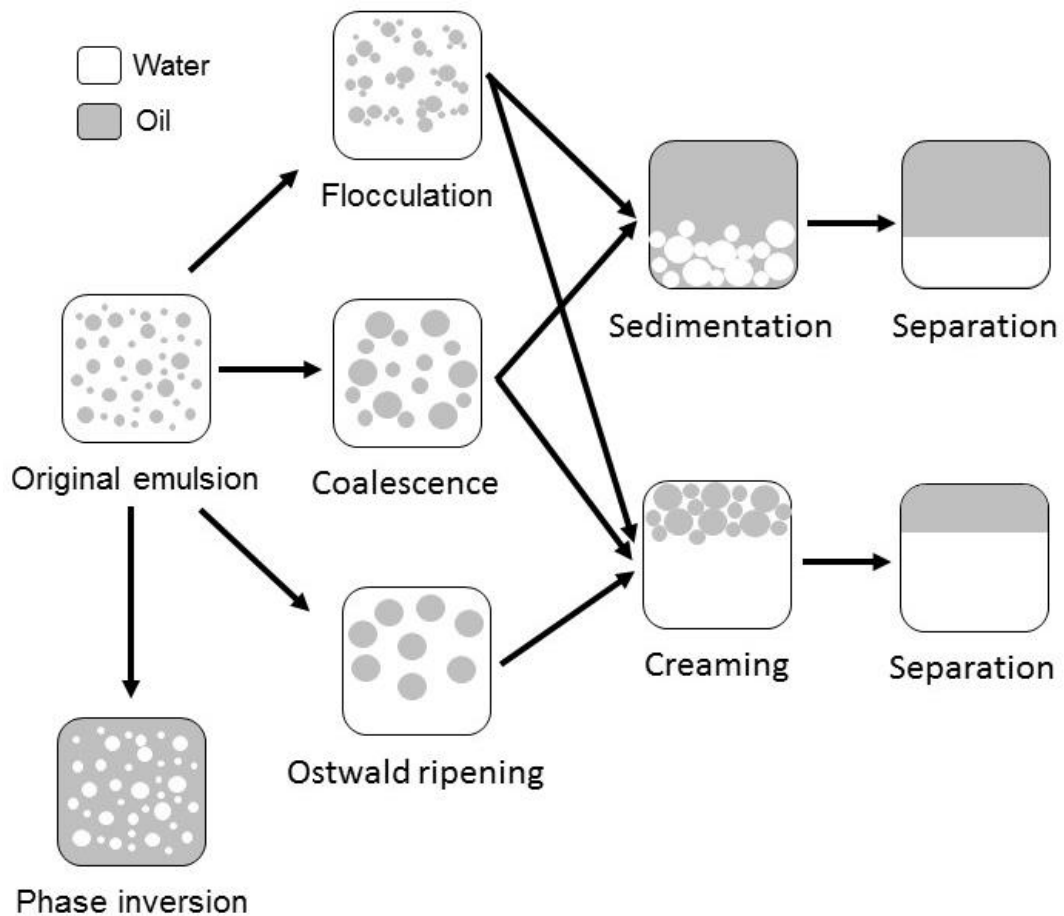 Water
Oil
Flocculation
Sedimentation
Separation
Original emulsion
Coalescence
Creaming
Separation
Ostwald ripening
Phase inversion